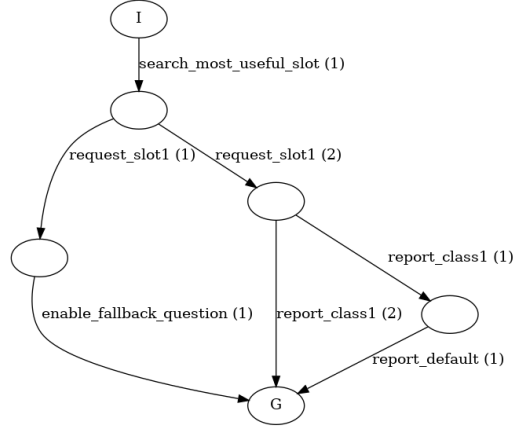 I
search_most_useful_slot (1)
request_slot1 (1)
request_slot1 (2)
report_class1 (1)
enable_fallback_question (1)
report_class1 (2)
report_default (1)
G